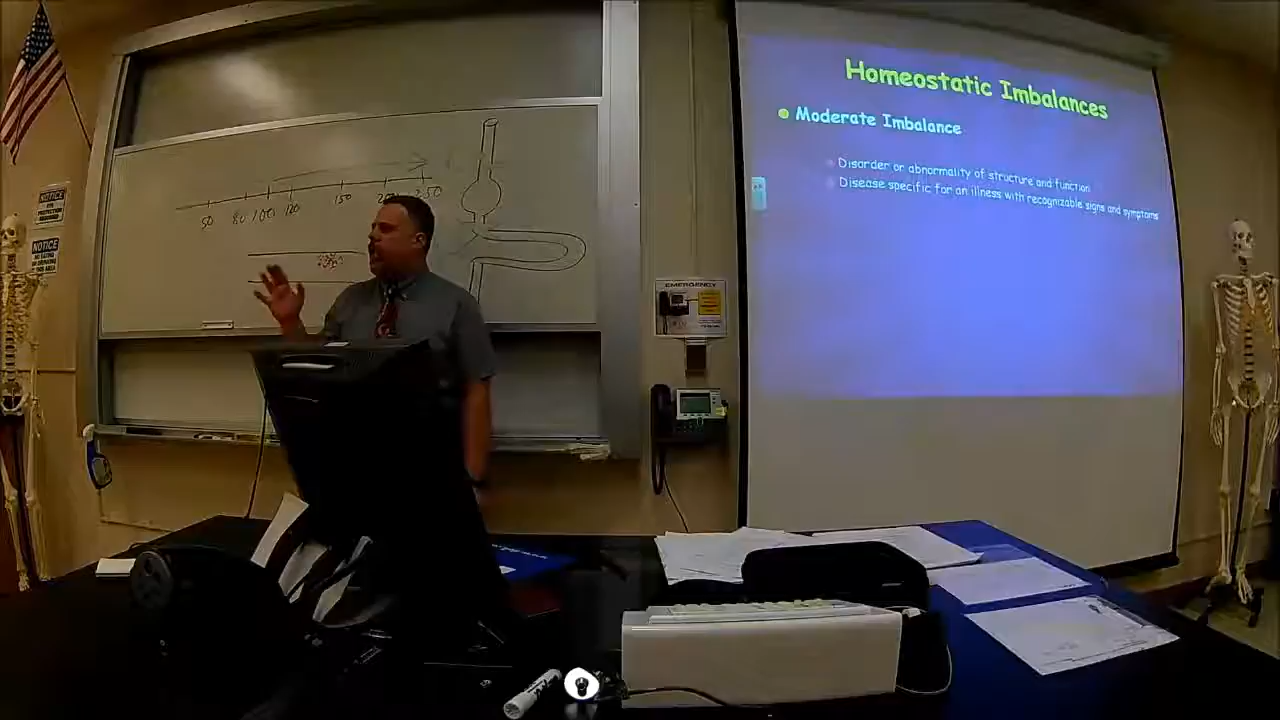 Homeostatic Imbalances
Moderate Imbalance
Disorder or abnormality of structure and function
Disease specific for an illness with recognizable signs and symptoms
50 80 100 120 150 250
NOTICE
NOTICE
EMERGENCY